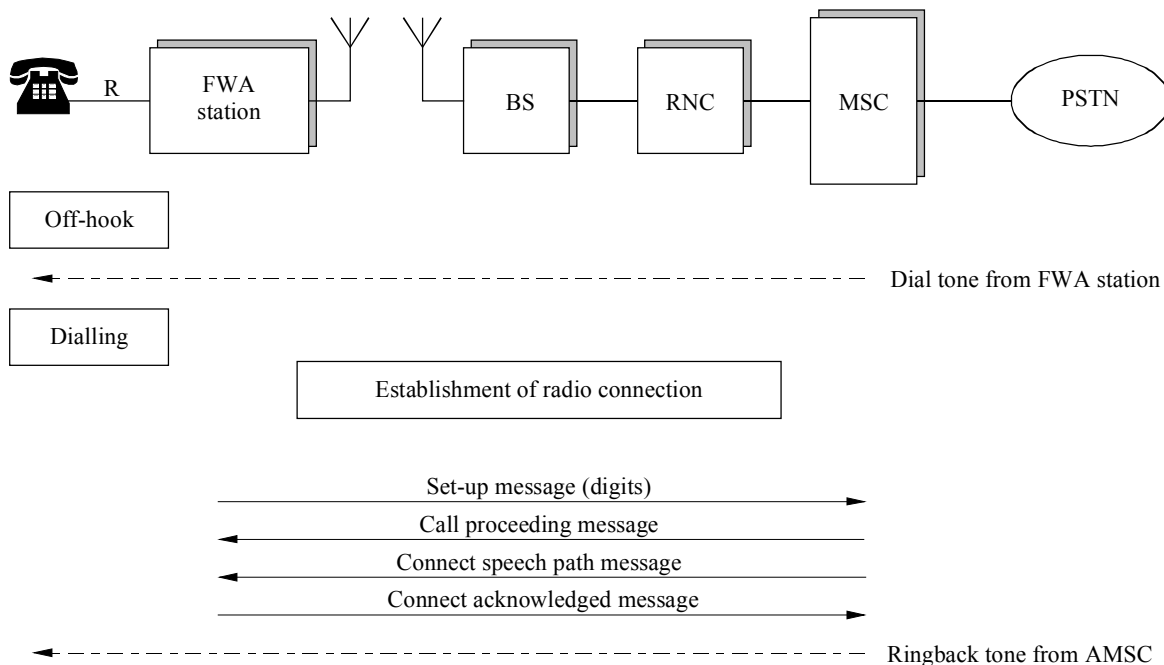 R
FWA
station
BS
RNC
MSC
PSTN
Off-hook
Dial tone from FWA station
Dialling
Establishment of radio connection
Set-up message (digits)
Call proceeding message
Connect speech path message
Connect acknowledged message
Ringback tone from AMSC